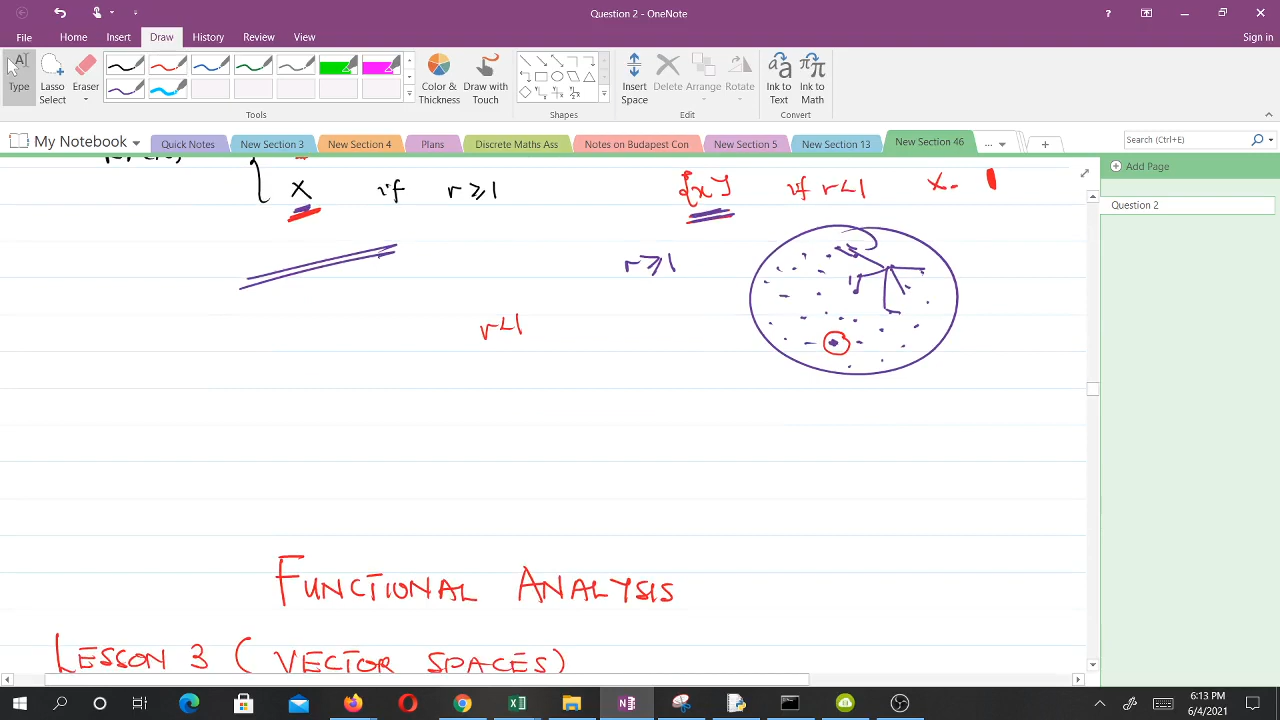 Question 2 - OneNote
? 
File Home Insert Draw History Review View Sign in
Type Lasso Select Eraser Color & Thickness Draw with Touch Insert Space Delete Arrange Rotate Ink to Text Ink to Math
Tools Shapes Edit Convert
My Notebook Quick Notes New Section 3 New Section 4 Plans Discrete Maths Ass Notes on Budapest Con New Section 5 New Section 13 New Section 46 ... + Search (Ctrl+E)
Add Page
Question 2
X if r ≥ 1 {x} if r < 1 x.
r ≥ 1
r < 1
FUNCTIONAL ANALYSIS
LESSON 3 ( VECTOR SPACES)
6:13 PM
6/4/2021